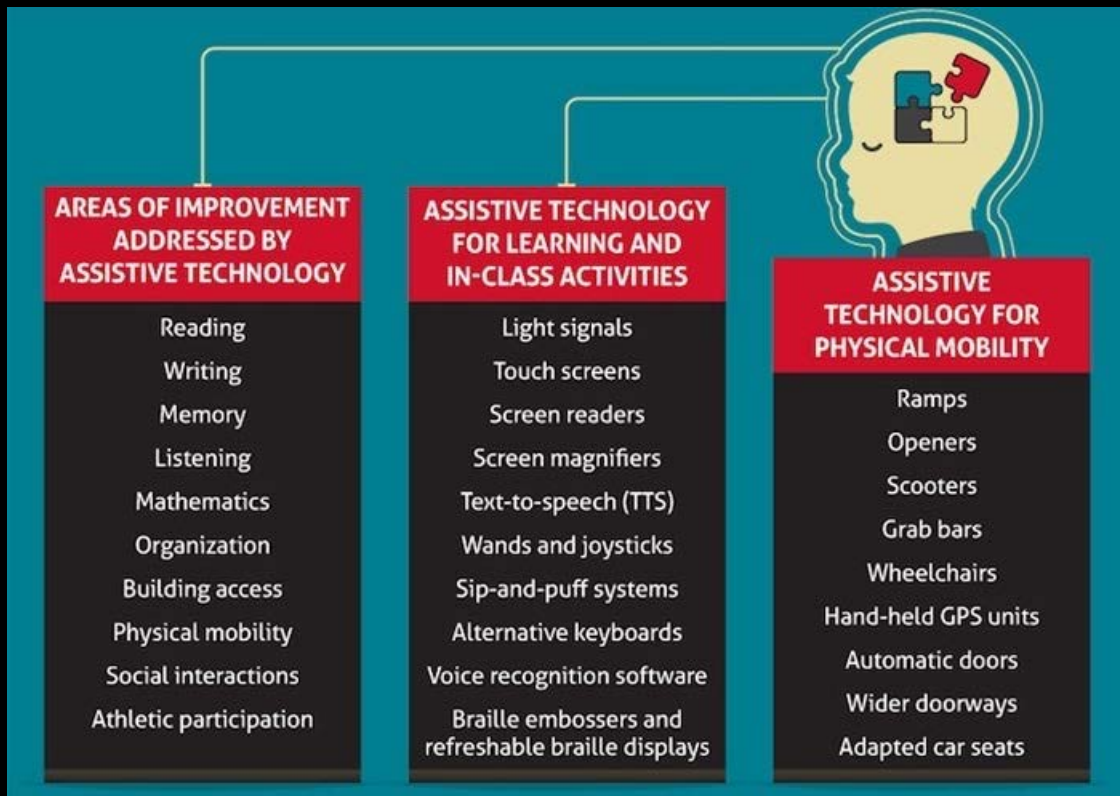 AREAS OF IMPROVEMENT
ADDRESSED BY
ASSISTIVE TECHNOLOGY
Reading
Writing
Memory
Listening
Mathematics
Organization
Building access
Physical mobility
Social interactions
Athletic participation
ASSISTIVE TECHNOLOGY
FOR LEARNING AND
IN-CLASS ACTIVITIES
Light signals
Touch screens
Screen readers
Screen magnifiers
Text-to-speech (TTS)
Wands and joysticks
Sip-and-puff systems
Alternative keyboards
Voice recognition software
Braille embossers and
refreshable braille displays
ASSISTIVE
TECHNOLOGY FOR
PHYSICAL MOBILITY
Ramps
Openers
Scooters
Grab bars
Wheelchairs
Hand-held GPS units
Automatic doors
Wider doorways
Adapted car seats